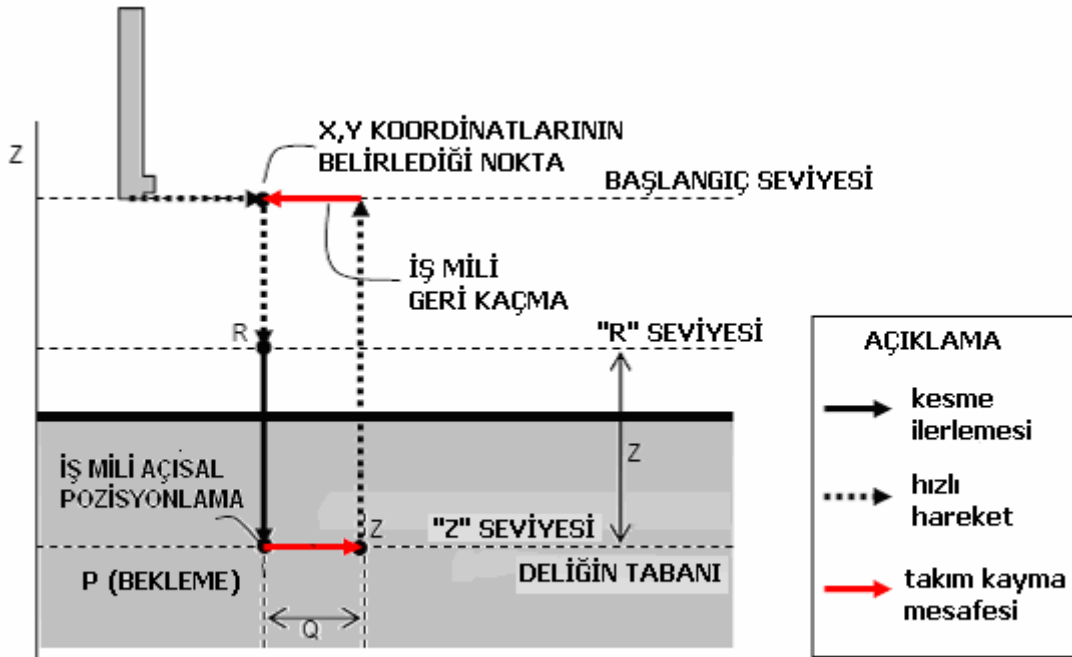 X,Y KOORDİNATLARININ
BELİRLEDİĞİ NOKTA
Z
BAŞLANGIÇ SEVİYESİ
İŞ MİLİ
GERİ KAÇMA
R
"R" SEVİYESİ
AÇIKLAMA
kesme
ilerlemesi
Z
İŞ MİLİ AÇISAL
POZİSYONLAMA
hızlı
hareket
Z
"Z" SEVİYESİ
P (BEKLEME)
DELİĞİN TABANI
takım kayma
mesafesi
Q